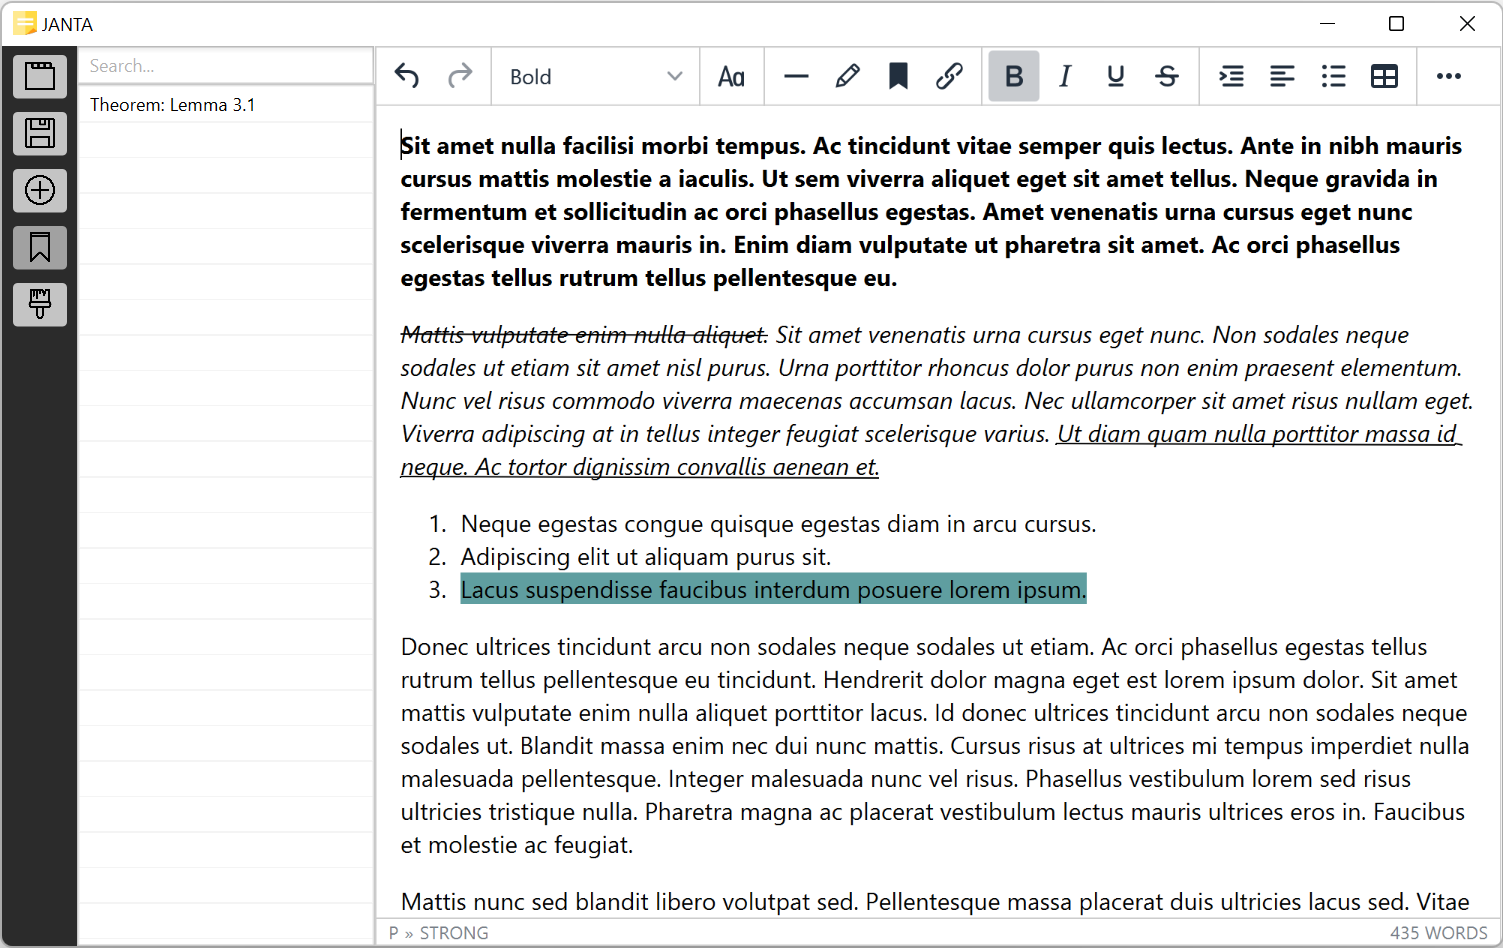 JANTA
Search...
Theorem: Lemma 3.1
Bold
Aa
B I U S
Sit amet nulla facilisi morbi tempus. Ac tincidunt vitae semper quis lectus. Ante in nibh mauris
cursus mattis molestie a iaculis. Ut sem viverra aliquet eget sit amet tellus. Neque gravida in
fermentum et sollicitudin ac orci phasellus egestas. Amet venenatis urna cursus eget nunc
scelerisque viverra mauris in. Enim diam vulputate ut pharetra sit amet. Ac orci phasellus
egestas tellus rutrum tellus pellentesque eu.
Mattis vulputate enim nulla aliquet. Sit amet venenatis urna cursus eget nunc. Non sodales neque
sodales ut etiam sit amet nisl purus. Urna porttitor rhoncus dolor purus non enim praesent elementum.
Nunc vel risus commodo viverra maecenas accumsan lacus. Nec ullamcorper sit amet risus nullam eget.
Viverra adipiscing at in tellus integer feugiat scelerisque varius. Ut diam quam nulla porttitor massa id
neque. Ac tortor dignissim convallis aenean et.
1. Neque egestas congue quisque egestas diam in arcu cursus.
2. Adipiscing elit ut aliquam purus sit.
3. Lacus suspendisse faucibus interdum posuere lorem ipsum.
Donec ultrices tincidunt arcu non sodales neque sodales ut etiam. Ac orci phasellus egestas tellus
rutrum tellus pellentesque eu tincidunt. Hendrerit dolor magna eget est lorem ipsum dolor. Sit amet
mattis vulputate enim nulla aliquet porttitor lacus. Id donec ultrices tincidunt arcu non sodales neque
sodales ut. Blandit massa enim nec dui nunc mattis. Cursus risus at ultrices mi tempus imperdiet nulla
malesuada pellentesque. Integer malesuada nunc vel risus. Phasellus vestibulum lorem sed risus
ultricies tristique nulla. Pharetra magna ac placerat vestibulum lectus mauris ultrices eros in. Faucibus
et molestie ac feugiat.
Mattis nunc sed blandit libero volutpat sed. Pellentesque massa placerat duis ultricies lacus sed. Vitae
P » STRONG
435 WORDS